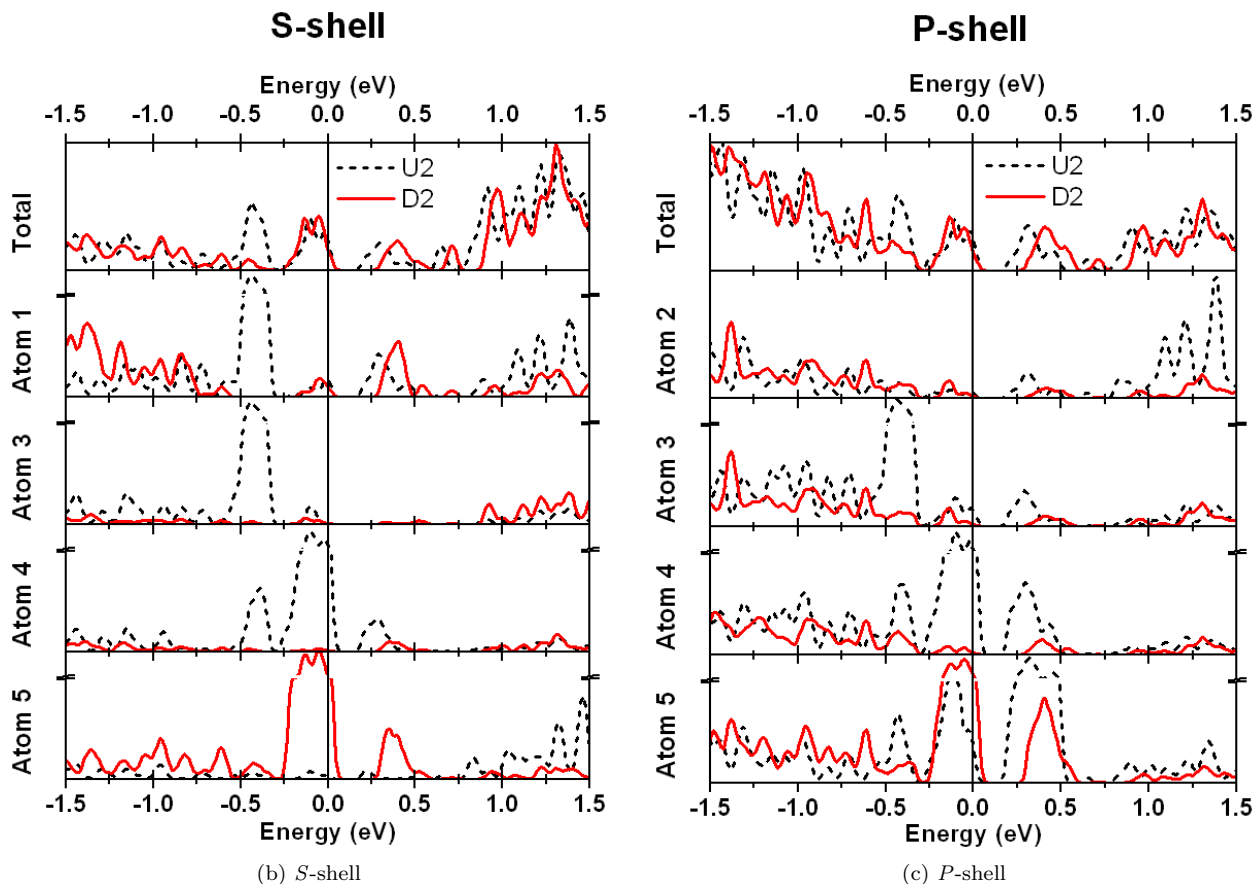 S-shell
P-shell
Energy (eV)
Energy (eV)
-1.5 -1.0 -0.5 0.0 0.5 1.0 1.5
-1.5 -1.0 -0.5 0.0 0.5 1.0 1.5
Total
U2
D2
Total
U2
D2
Atom 1
Atom 2
Atom 3
Atom 3
Atom 4
Atom 4
Atom 5
Atom 5
-1.5 -1.0 -0.5 0.0 0.5 1.0 1.5
-1.5 -1.0 -0.5 0.0 0.5 1.0 1.5
Energy (eV)
Energy (eV)
(b) S-shell
(c) P-shell